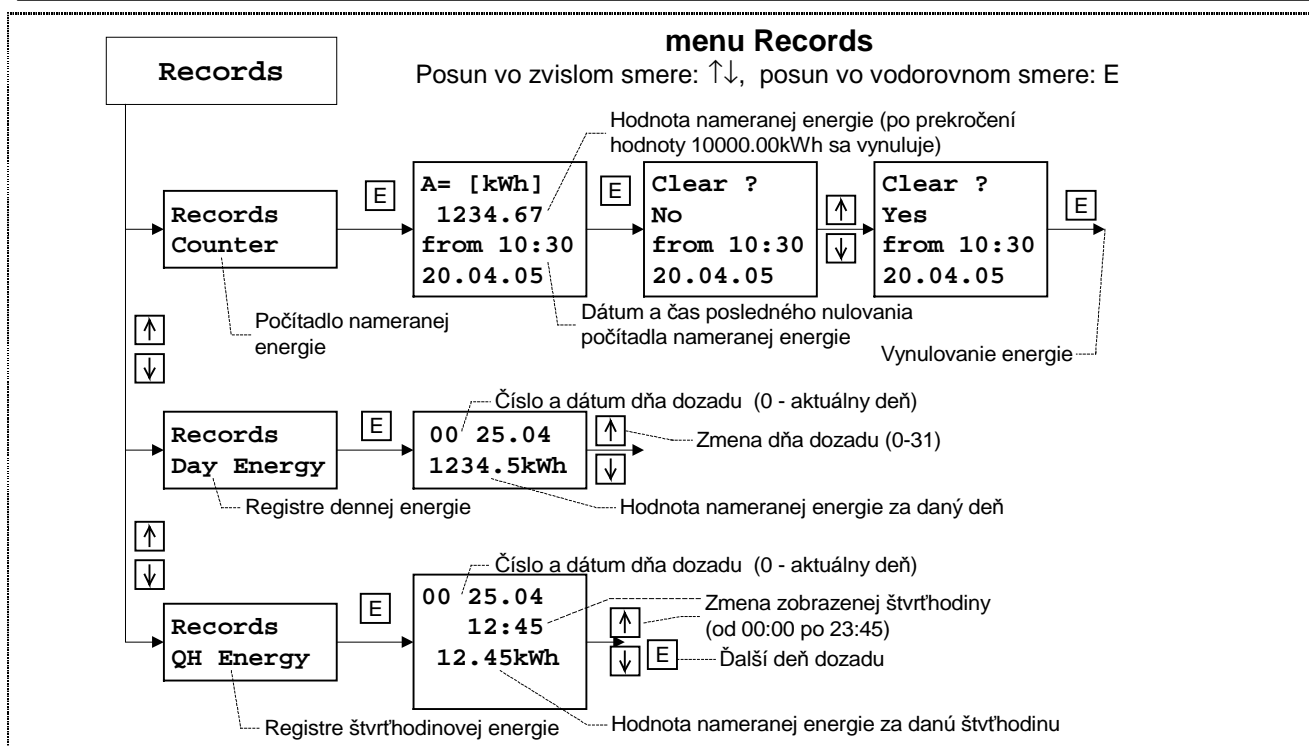 menu Records
Records
Posun vo zvislom smere: ↑↓, posun vo vodorovnom smere: E
Hodnota nameranej energie (po prekročení
hodnoty 10000.00kWh sa vynuluje)
Records
Counter
E
A= [kWh]
1234.67
from 10:30
20.04.05
E
Clear ?
No
from 10:30
20.04.05
↑
↓
Clear ?
Yes
from 10:30
20.04.05
E
Počítadlo nameranej
energie
Dátum a čas posledného nulovania
počítadla nameranej energie
Vynulovanie energie
↑
↓
Číslo a dátum dňa dozadu (0 - aktuálny deň)
Records
Day Energy
E
00 25.04
1234.5kWh
↑
↓
Zmena dňa dozadu (0-31)
Registre dennej energie
Hodnota nameranej energie za daný deň
↑
↓
Číslo a dátum dňa dozadu (0 - aktuálny deň)
Records
QH Energy
E
00 25.04
12:45
12.45kWh
↑
↓
E
Zmena zobrazenej štvrťhodiny
(od 00:00 po 23:45)
Ďalší deň dozadu
Registre štvrťhodinovej energie
Hodnota nameranej energie za danú štvťhodinu